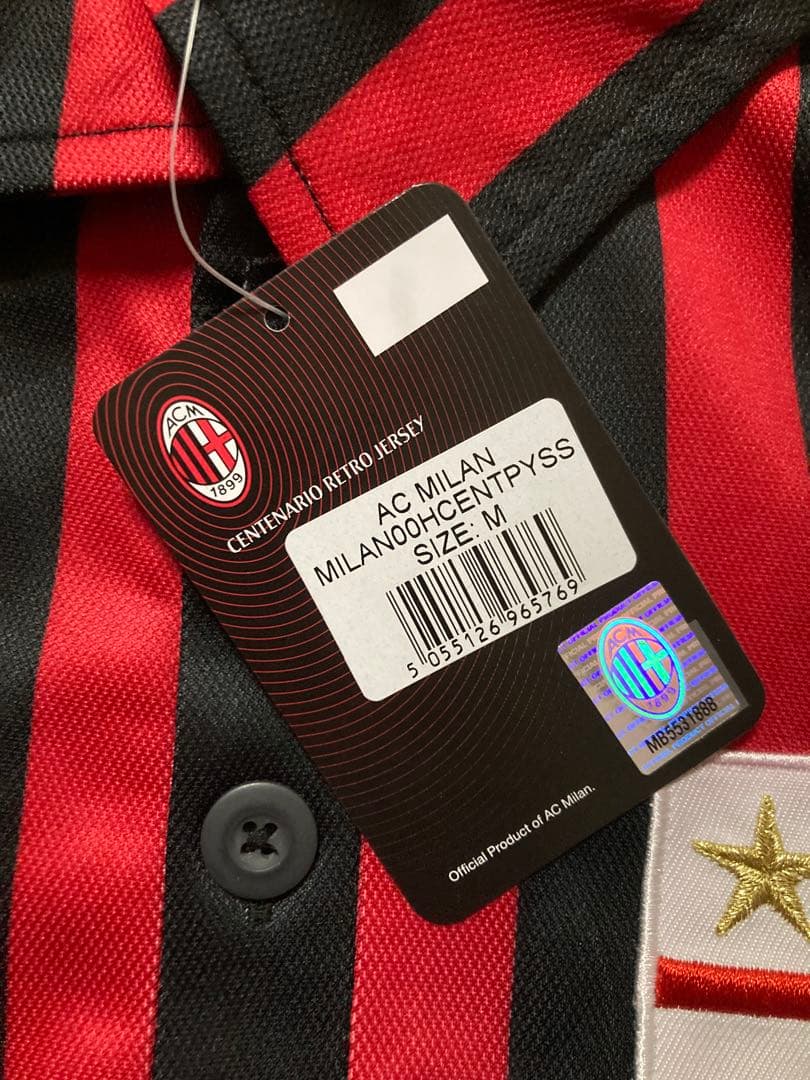 ACM
1899
CENTENARIO RETRO JERSEY
AC MILAN
MILAN00HCENTPYSS
SIZE: M
5 055126 965769
ACM
1899
MB5531888
Official Product of AC Milan.